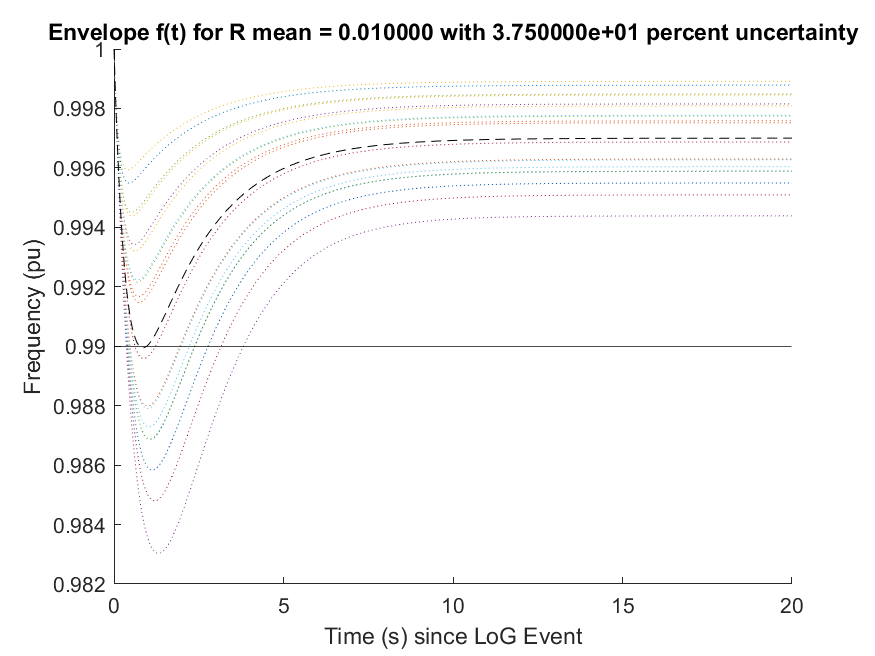 Envelope f(t) for R mean = 0.010000 with 3.750000e+01 percent uncertainty
1
0.998
0.996
0.994
0.992
0.99
0.988
0.986
0.984
0.982
Frequency (pu)
0 5 10 15 20
Time (s) since LoG Event